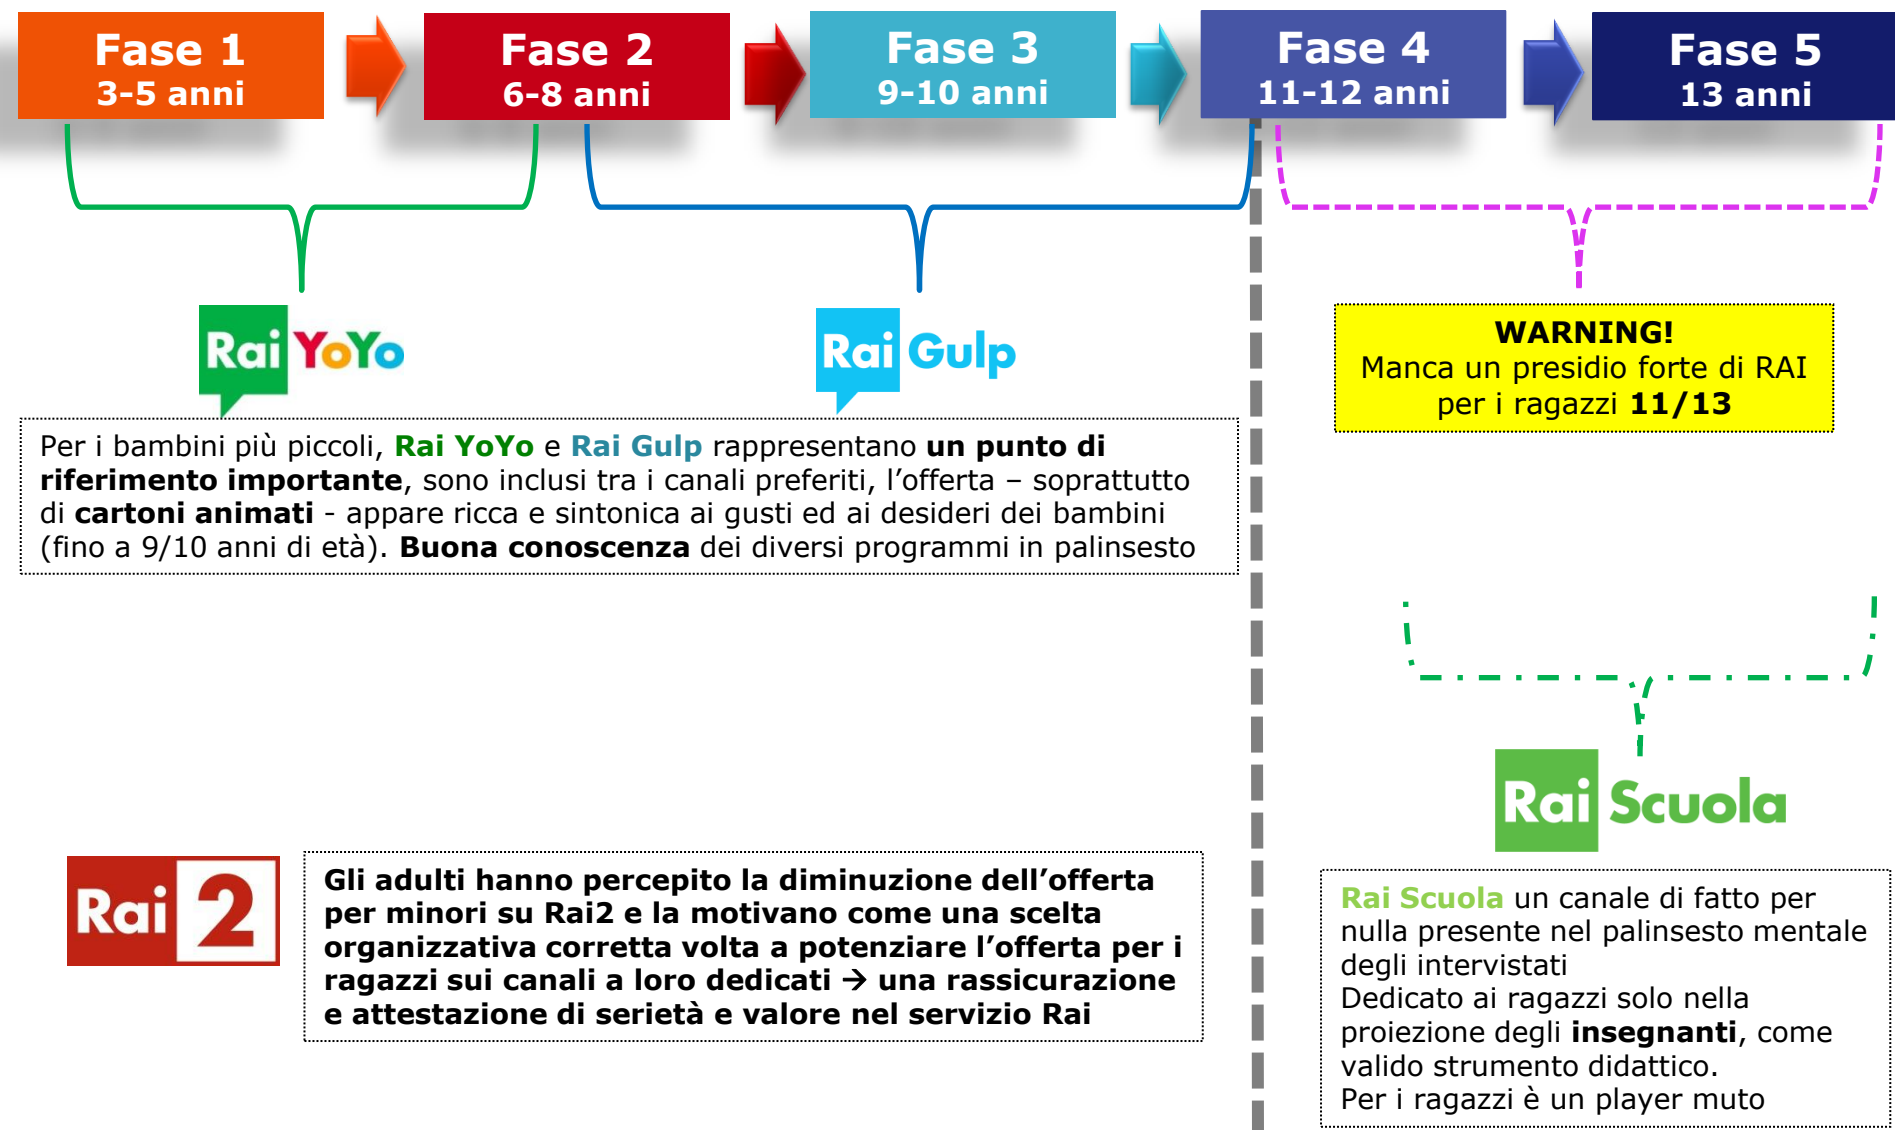 Fase 1
3-5 anni
Fase 2
6-8 anni
Fase 3
9-10 anni
Fase 4
11-12 anni
Fase 5
13 anni
Rai YoYo
Rai Gulp
WARNING!
Manca un presidio forte di RAI
per i ragazzi 11/13
Per i bambini più piccoli, Rai YoYo e Rai Gulp rappresentano un punto di
riferimento importante, sono inclusi tra i canali preferiti, l’offerta – soprattutto
di cartoni animati - appare ricca e sintonica ai gusti ed ai desideri dei bambini
(fino a 9/10 anni di età). Buona conoscenza dei diversi programmi in palinsesto
Rai Scuola
Rai 2
Gli adulti hanno percepito la diminuzione dell’offerta
per minori su Rai2 e la motivano come una scelta
organizzativa corretta volta a potenziare l’offerta per i
ragazzi sui canali a loro dedicati → una rassicurazione
e attestazione di serietà e valore nel servizio Rai
Rai Scuola un canale di fatto per
nulla presente nel palinsesto mentale
degli intervistati
Dedicato ai ragazzi solo nella
proiezione degli insegnanti, come
valido strumento didattico.
Per i ragazzi è un player muto